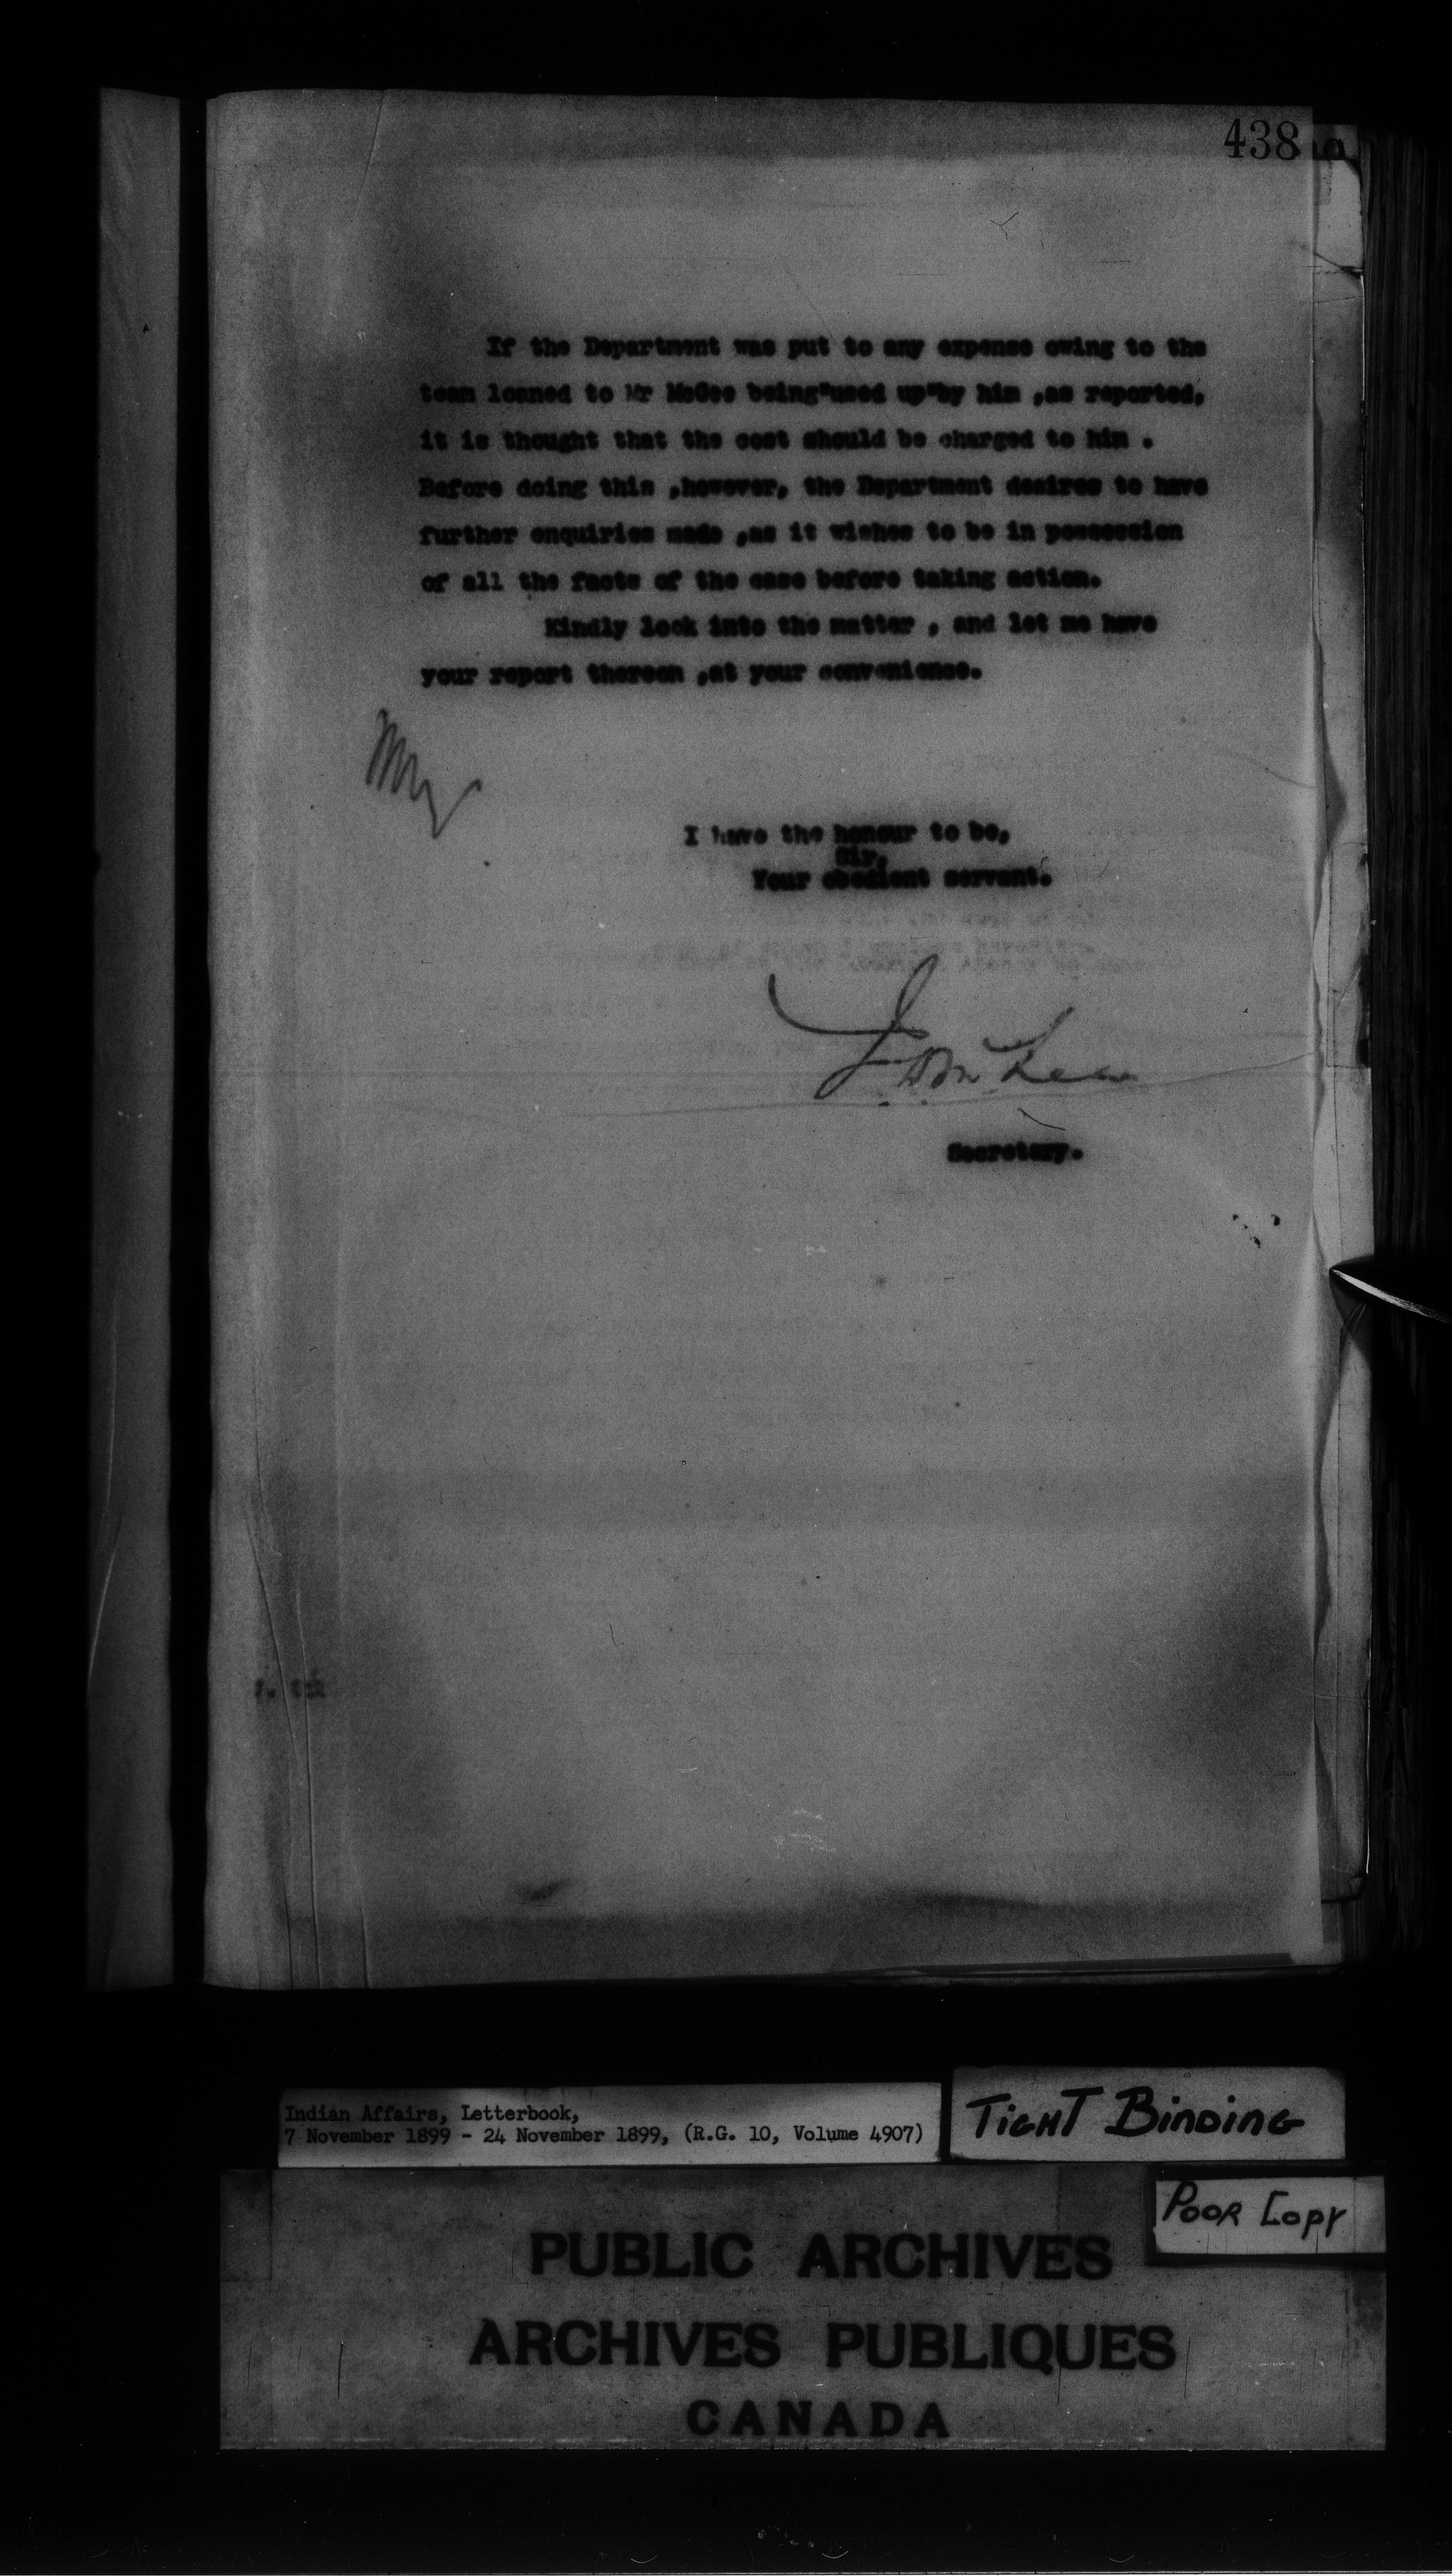 438
If the Department was put to any expense owing to the
team loaned to Mr McGee being"used up"by him ,as reported,
it is thought that the cost should be charged to him .
Before doing this ,however, the Department desires to have
further enquiries made ,as it wishes to be in possession
of all the facts of the case before taking action.
Kindly look into the matter , and let me have
your report thereon ,at your convenience.
I have the honour to be,
Sir,
Your obedient servant.
Secretary.
Indian Affairs, Letterbook,
7 November 1899 - 24 November 1899, (R.G. 10, Volume 4907)
TIGHT BINDING
POOR COPY
PUBLIC ARCHIVES
ARCHIVES PUBLIQUES
CANADA